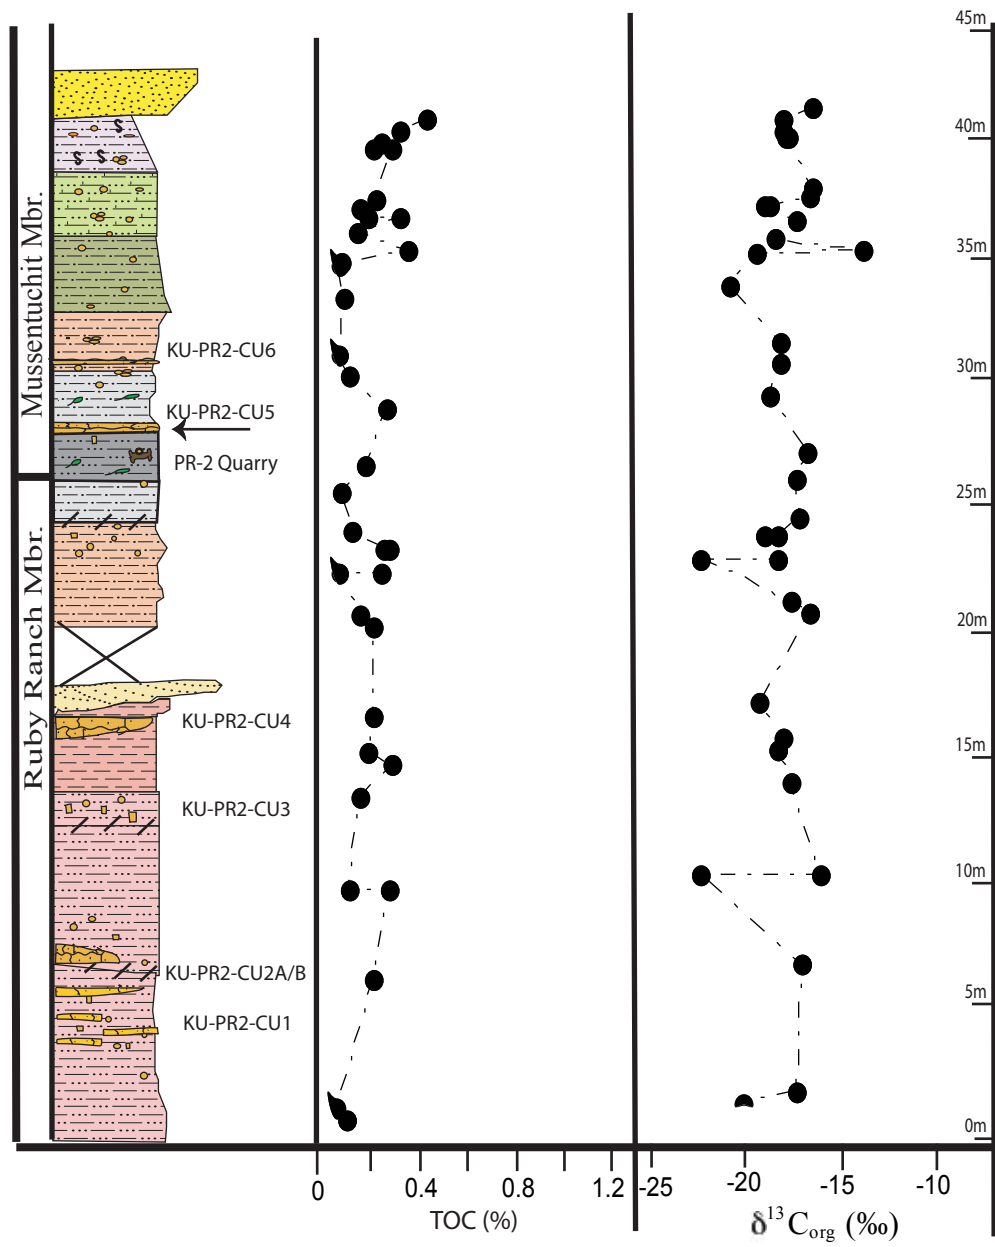 Mussentuchit Mbr.
Ruby Ranch Mbr.
KU-PR2-CU6
KU-PR2-CU5
PR-2 Quarry
KU-PR2-CU4
KU-PR2-CU3
KU-PR2-CU2A/B
KU-PR2-CU1
45m
40m
35m
30m
25m
20m
15m
10m
5m
0m
0 0.4 0.8 1.2
TOC (%)
-25 -20 -15 -10
δ¹³Corg (‰)